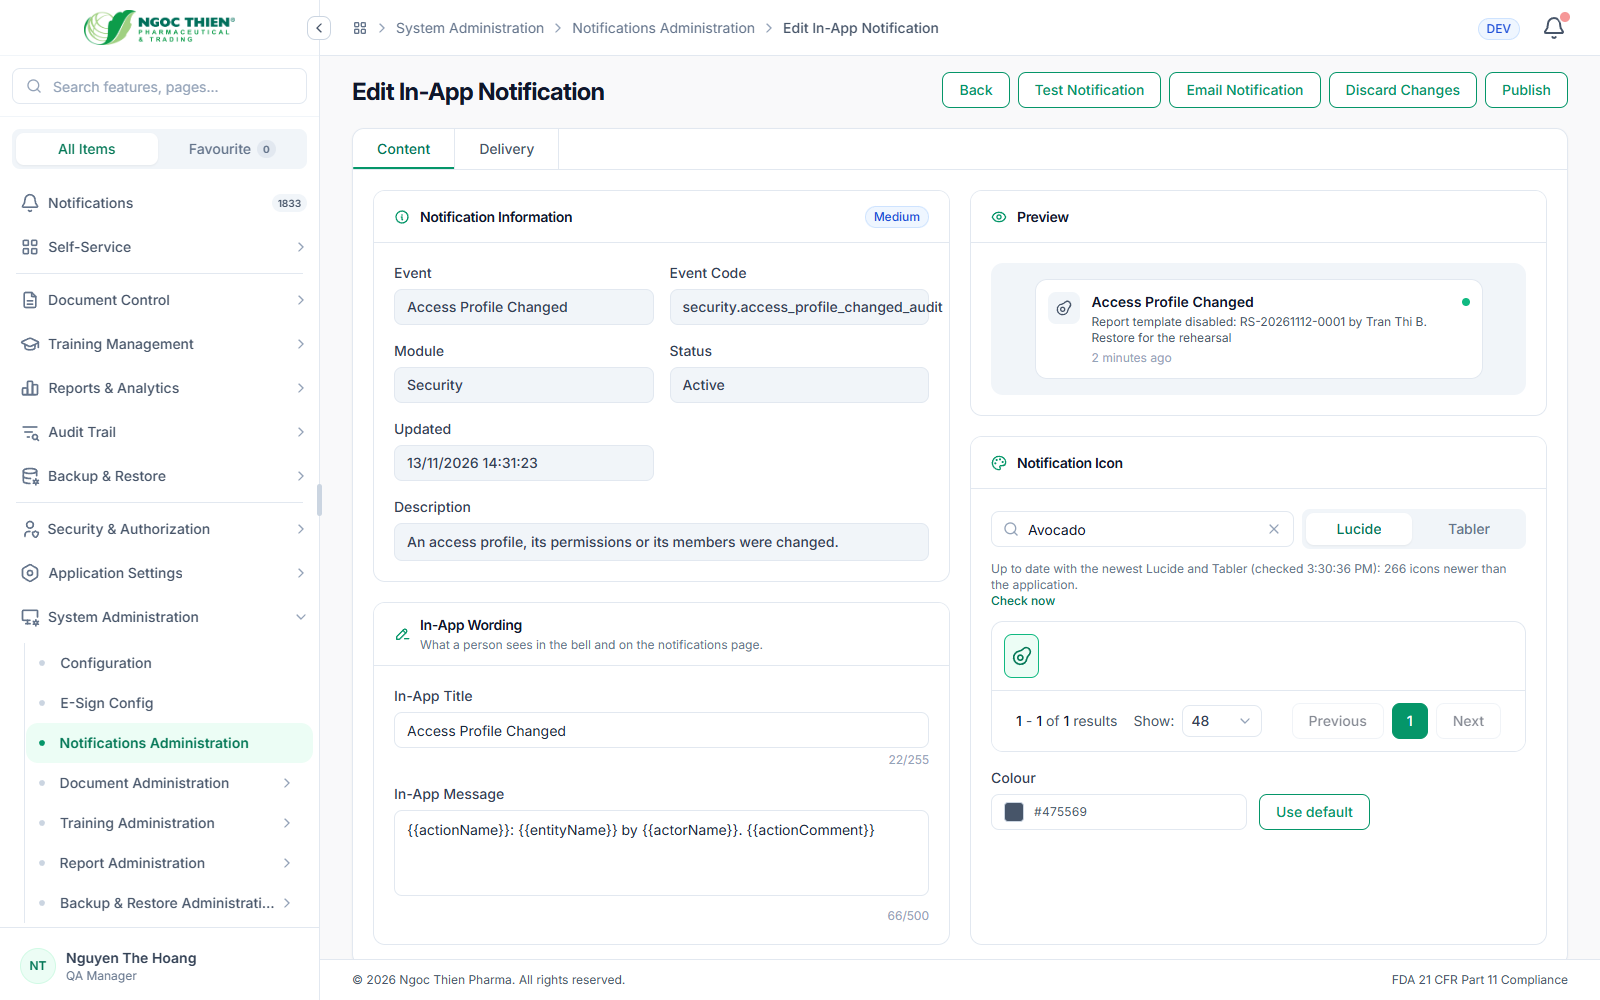 NGOC THIEN®
PHARMACEUTICAL
& TRADING
System Administration
Notifications Administration
Edit In-App Notification
DEV
Search features, pages...
All Items
Favourite 0
Notifications 1833
Self-Service
Document Control
Training Management
Reports & Analytics
Audit Trail
Backup & Restore
Security & Authorization
Application Settings
System Administration
Configuration
E-Sign Config
Notifications Administration
Document Administration
Training Administration
Report Administration
Backup & Restore Administrati...
NT
Nguyen The Hoang
QA Manager
Edit In-App Notification
Back
Test Notification
Email Notification
Discard Changes
Publish
Content
Delivery
Notification Information
Medium
Event
Event Code
Access Profile Changed
security.access_profile_changed_audit
Module
Status
Security
Active
Updated
13/11/2026 14:31:23
Description
An access profile, its permissions or its members were changed.
In-App Wording
What a person sees in the bell and on the notifications page.
In-App Title
Access Profile Changed
22/255
In-App Message
{{actionName}}: {{entityName}} by {{actorName}}. {{actionComment}}
66/500
Preview
Access Profile Changed
Report template disabled: RS-20261112-0001 by Tran Thi B.
Restore for the rehearsal
2 minutes ago
Notification Icon
Avocado
Lucide
Tabler
Up to date with the newest Lucide and Tabler (checked 3:30:36 PM): 266 icons newer than
the application.
Check now
1 - 1 of 1 results
Show: 48
Previous
1
Next
Colour
#475569
Use default
© 2026 Ngoc Thien Pharma. All rights reserved.
FDA 21 CFR Part 11 Compliance